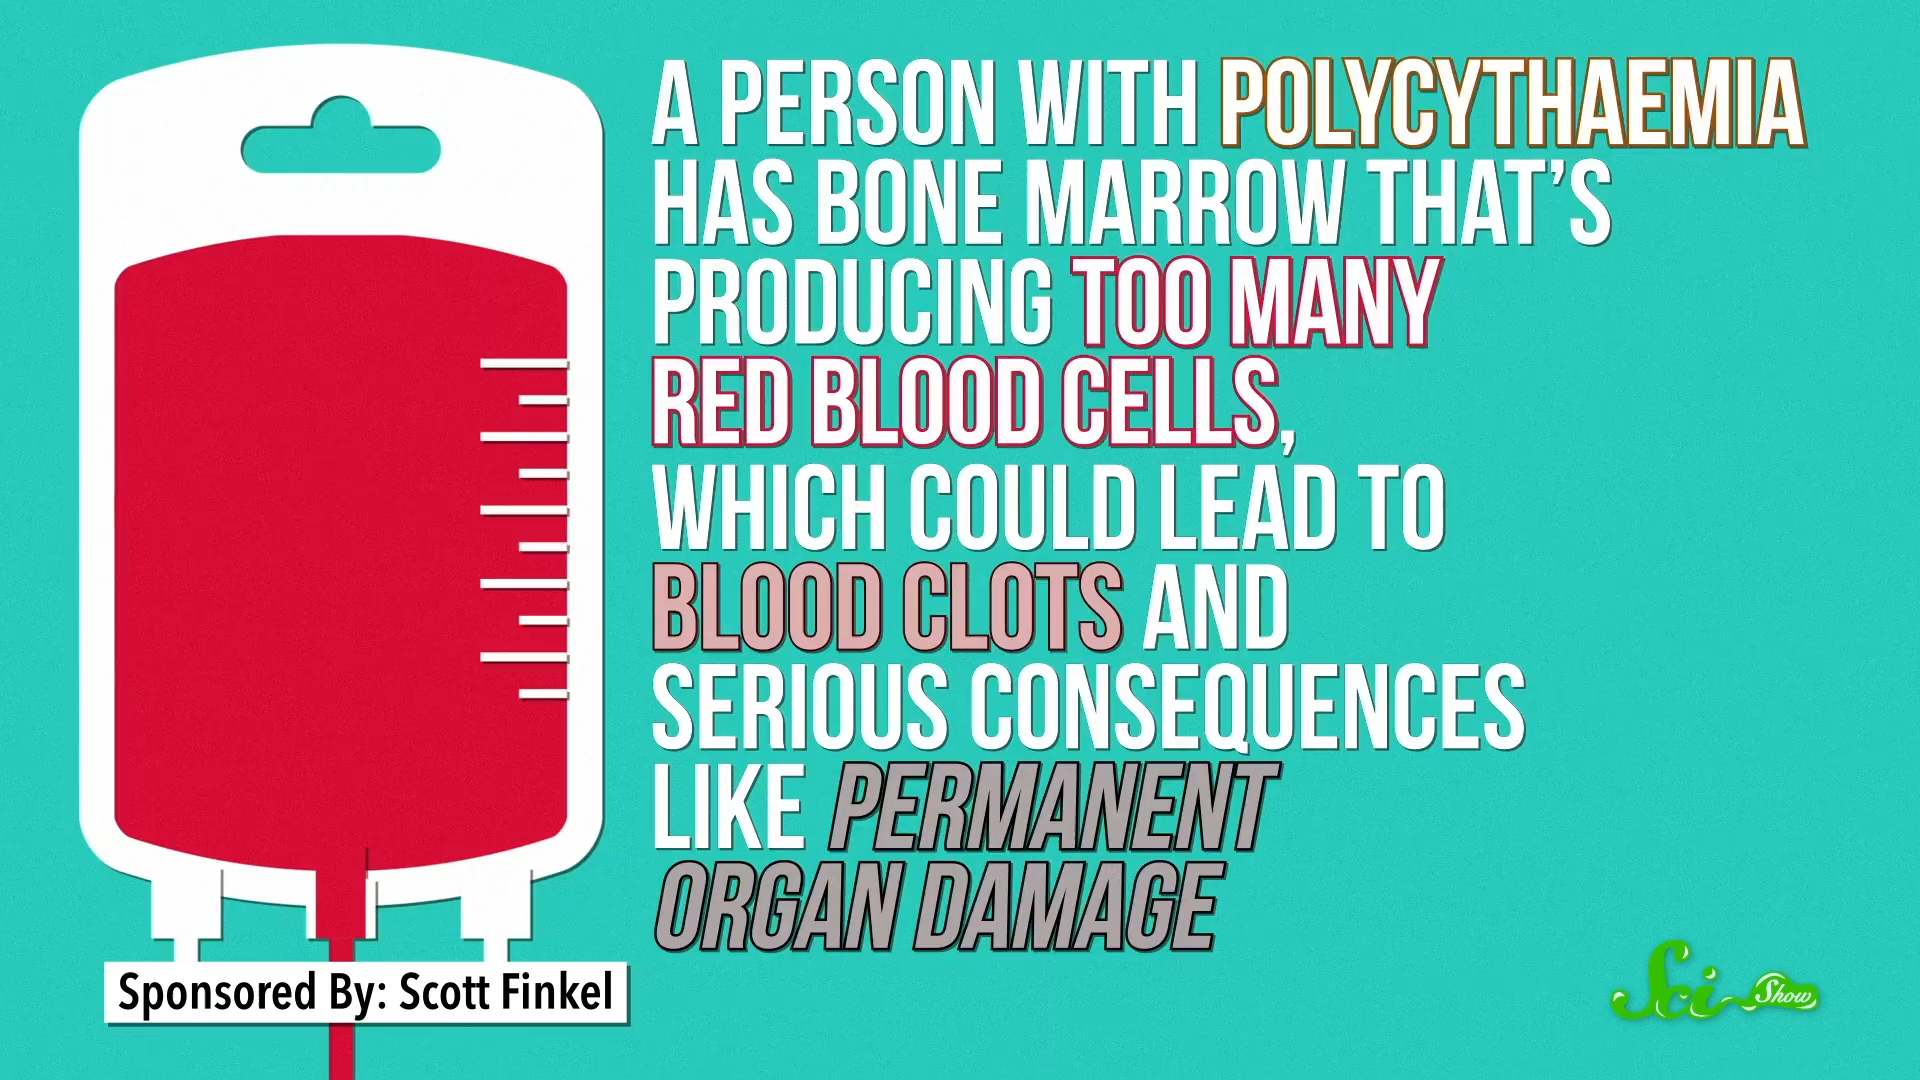 A PERSON WITH POLYCYTHAEMIA
HAS BONE MARROW THAT'S
PRODUCING TOO MANY
RED BLOOD CELLS,
WHICH COULD LEAD TO
BLOOD CLOTS AND
SERIOUS CONSEQUENCES
LIKE PERMANENT
ORGAN DAMAGE
Sponsored By: Scott Finkel
Sci Show